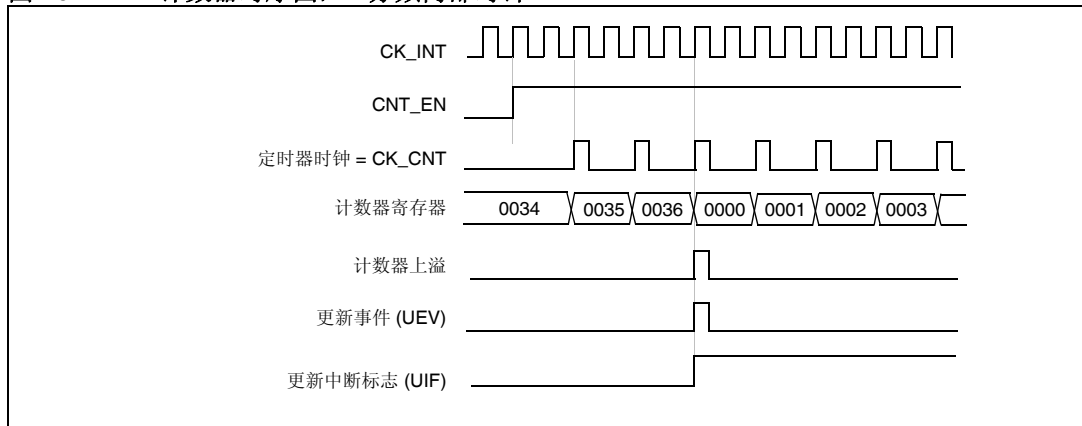 CK_INT
CNT_EN
定时器时钟 = CK_CNT
计数器寄存器 0034 0035 0036 0000 0001 0002 0003
计数器上溢
更新事件 (UEV)
更新中断标志 (UIF)